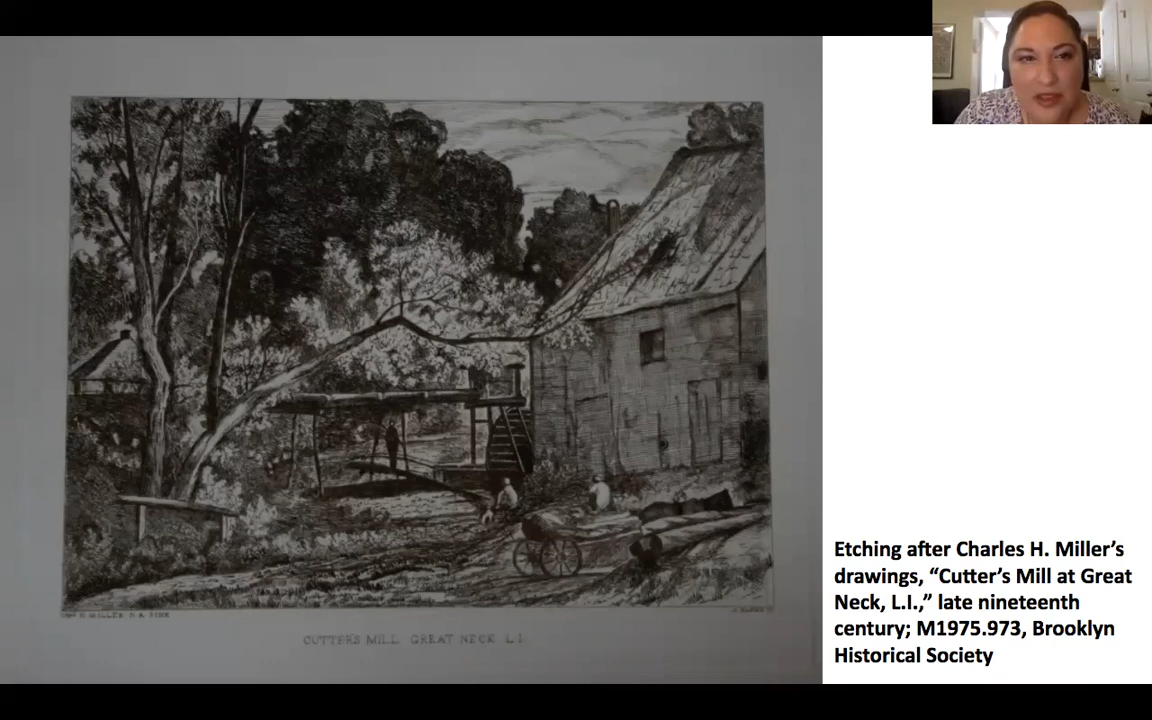 Etching after Charles H. Miller's
drawings, “Cutter’s Mill at Great
Neck, L.I.,” late nineteenth
century; M1975.973, Brooklyn
Historical Society
MILLER N.A.
CUTTER'S MILL GREAT NECK L.I.